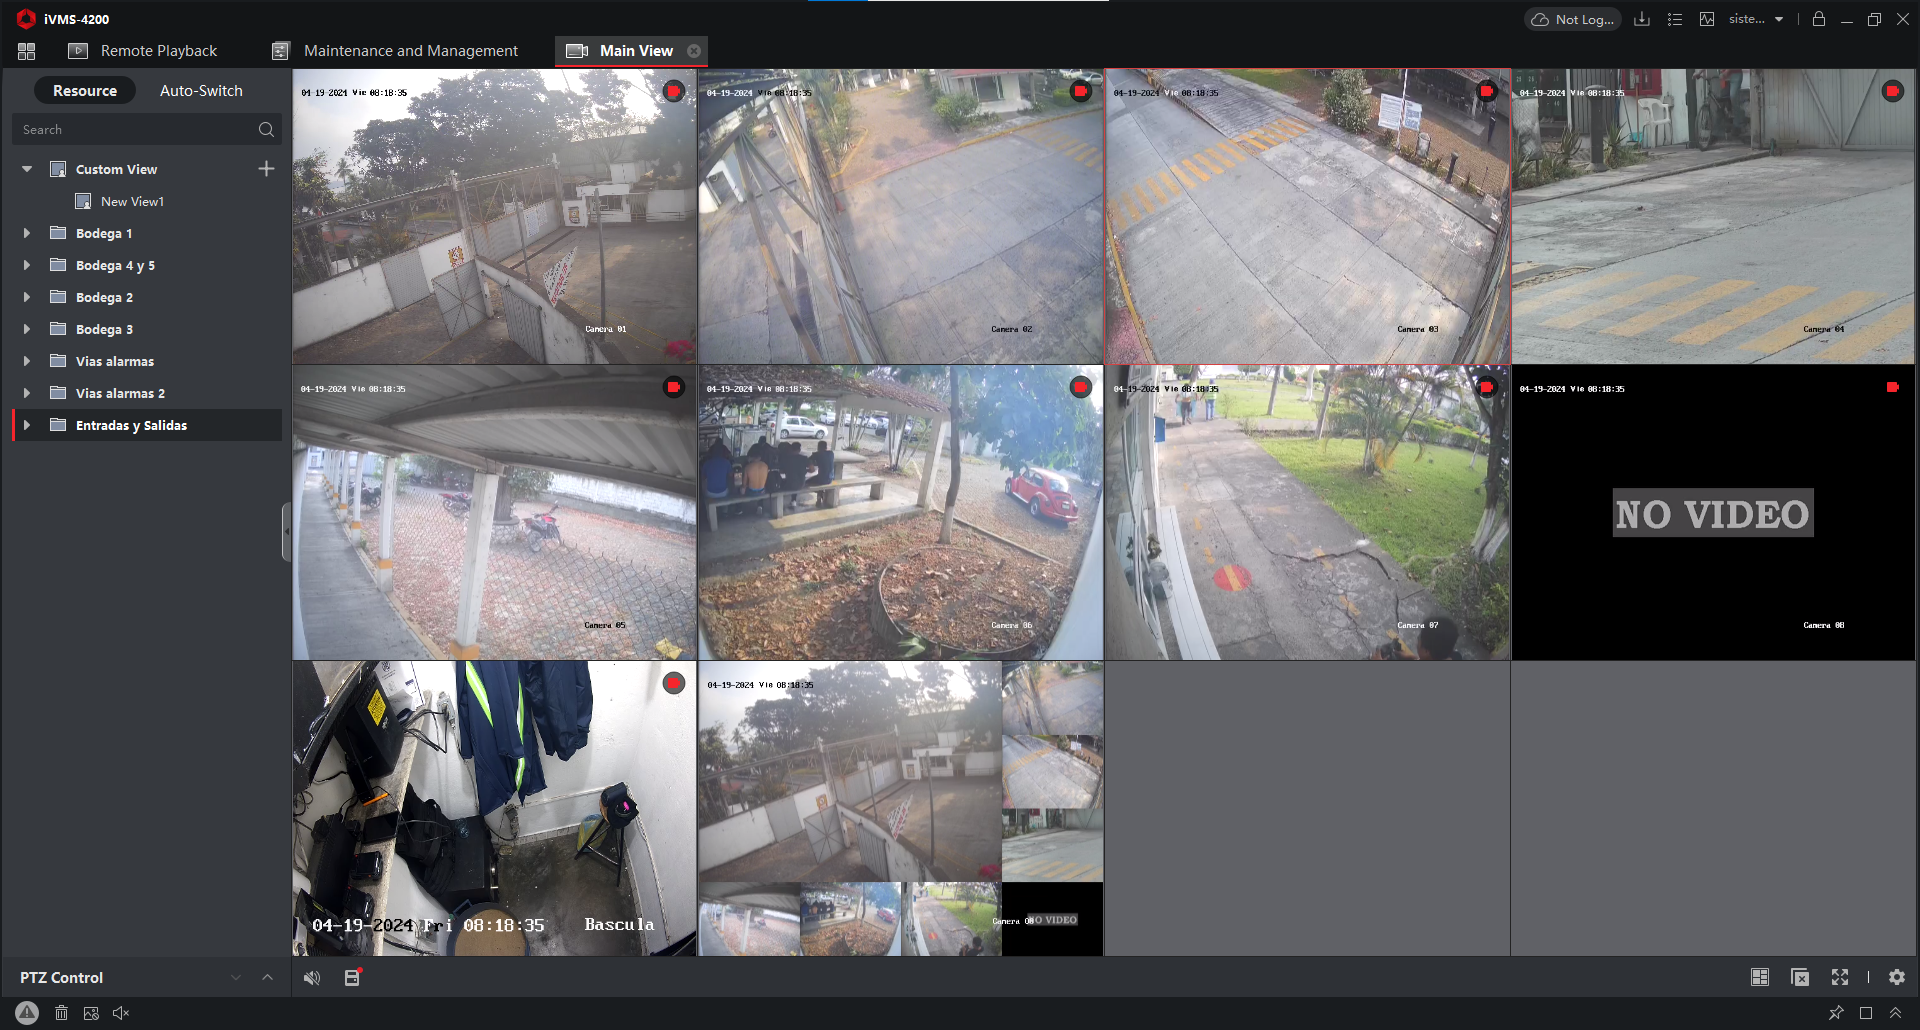 iVMS-4200
Not Log...
siste...
Remote Playback
Maintenance and Management
Main View
Resource
Auto-Switch
Search
Custom View
New View1
Bodega 1
Bodega 4 y 5
Bodega 2
Bodega 3
Vias alarmas
Vias alarmas 2
Entradas y Salidas
PTZ Control
04-19-2024 Vie 08:18:35
Camera 01
04-19-2024 Vie 08:18:35
Camera 02
04-19-2024 Vie 08:18:35
Camera 03
04-19-2024 Vie 08:18:35
Camera 04
04-19-2024 Vie 08:18:35
Camera 05
04-19-2024 Vie 08:18:35
Camera 06
04-19-2024 Vie 08:18:35
Camera 07
04-19-2024 Vie 08:18:35
NO VIDEO
Camera 08
04-19-2024 Fri 08:18:35
Bascula
04-19-2024 Vie 08:18:35
Camera
NO VIDEO